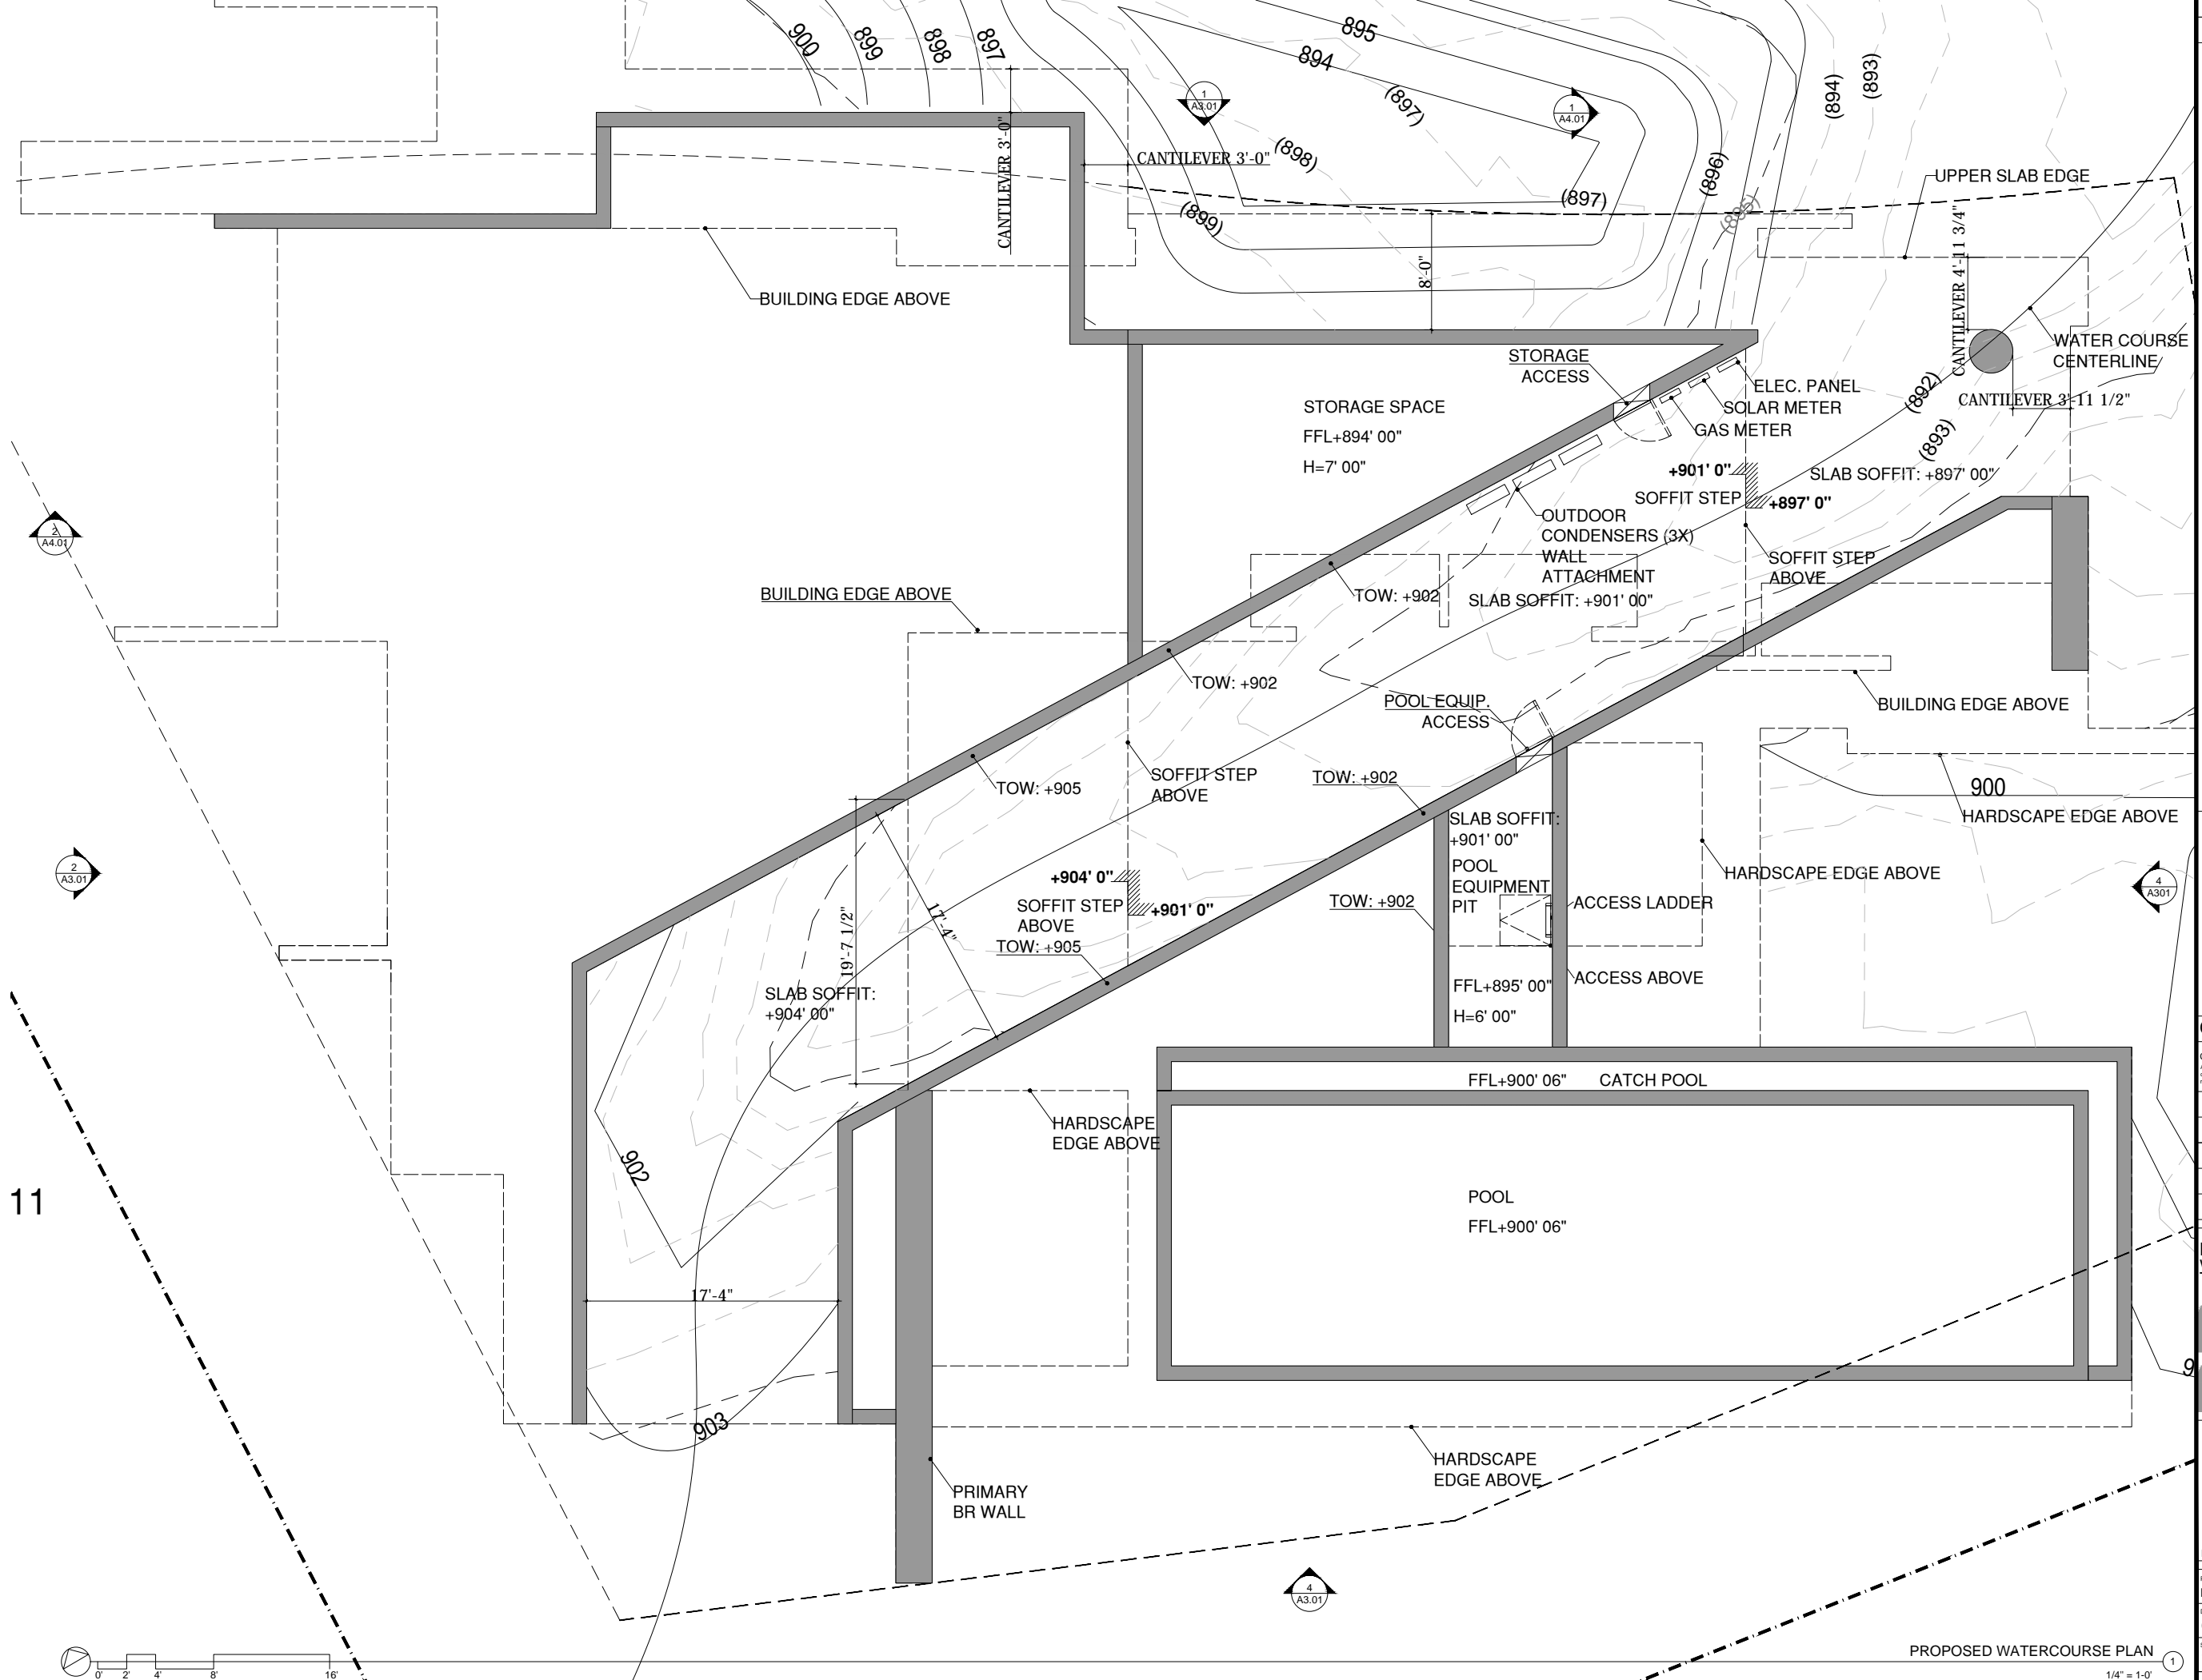 900
899
898
897
895
894
(897)
(898)
(899)
(897)
(896)
(895)
(894)
(893)
1
A3.01
1
A4.01
CANTILEVER 3'-0"
CANTILEVER 3'-0"
8'-0"
UPPER SLAB EDGE
CANTILEVER 4'-11 3/4"
BUILDING EDGE ABOVE
WATER COURSE
CENTERLINE
STORAGE
ACCESS
ELEC. PANEL
SOLAR METER
GAS METER
(892)
CANTILEVER 3'-11 1/2"
(893)
STORAGE SPACE
FFL+894' 00"
H=7' 00"
+901' 0"
SOFFIT STEP
+897' 0"
SLAB SOFFIT: +897' 00"
OUTDOOR
CONDENSERS (3X)
WALL
ATTACHMENT
SLAB SOFFIT: +901' 00"
SOFFIT STEP
ABOVE
2
A4.01
BUILDING EDGE ABOVE
TOW: +902
TOW: +902
POOL EQUIP.
ACCESS
BUILDING EDGE ABOVE
TOW: +905
SOFFIT STEP
ABOVE
TOW: +902
900
HARDSCAPE EDGE ABOVE
SLAB SOFFIT:
+901' 00"
POOL
EQUIPMENT
PIT
HARDSCAPE EDGE ABOVE
2
A3.01
4
A301
+904' 0"
SOFFIT STEP
ABOVE
+901' 0"
TOW: +905
TOW: +902
ACCESS LADDER
17'-4"
19'-7 1/2"
SLAB SOFFIT:
+904' 00"
FFL+895' 00"
ACCESS ABOVE
H=6' 00"
FFL+900' 06"
CATCH POOL
HARDSCAPE
EDGE ABOVE
902
11
POOL
FFL+900' 06"
17'-4"
903
HARDSCAPE
EDGE ABOVE
PRIMARY
BR WALL
4
A3.01
0'
2'
4'
8'
16'
PROPOSED WATERCOURSE PLAN
1
1/4" = 1-0'